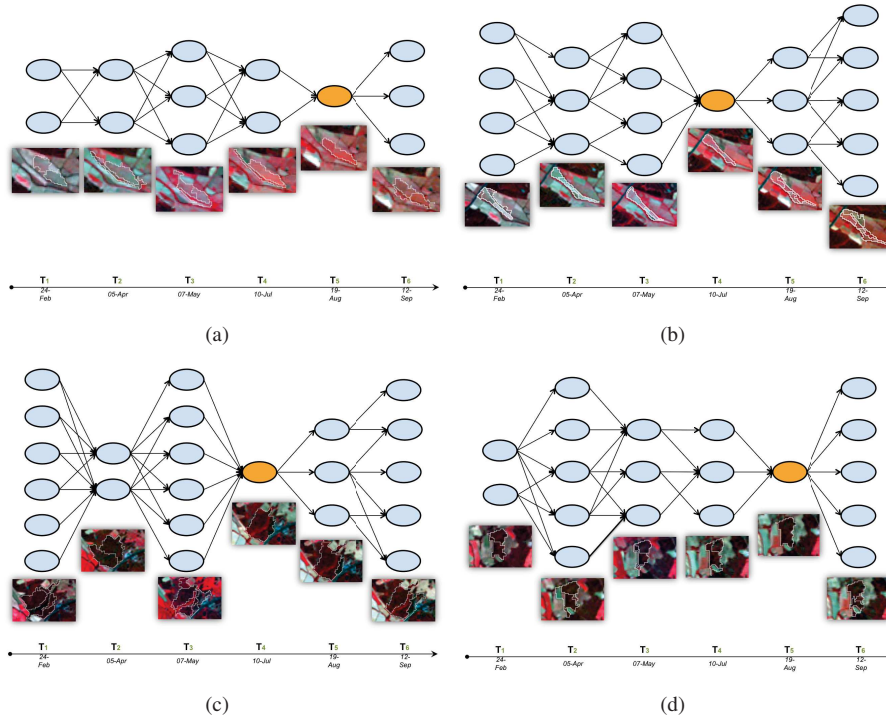 T1 T2 T3 T4 T5 T6
24-Feb 05-Apr 07-May 10-Jul 19-Aug 12-Sep
(a)
T1 T2 T3 T4 T5 T6
24-Feb 05-Apr 07-May 10-Jul 19-Aug 12-Sep
(b)
T1 T2 T3 T4 T5 T6
24-Feb 05-Apr 07-May 10-Jul 19-Aug 12-Sep
(c)
T1 T2 T3 T4 T5 T6
24-Feb 05-Apr 07-May 10-Jul 19-Aug 12-Sep
(d)